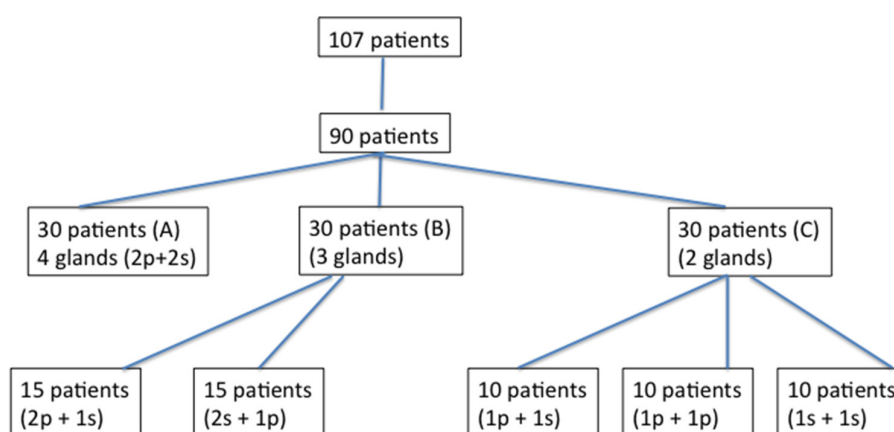 107 patients
90 patients
30 patients (A)
4 glands (2p+2s)
30 patients (B)
(3 glands)
30 patients (C)
(2 glands)
15 patients
(2p + 1s)
15 patients
(2s + 1p)
10 patients
(1p + 1s)
10 patients
(1p + 1p)
10 patients
(1s + 1s)